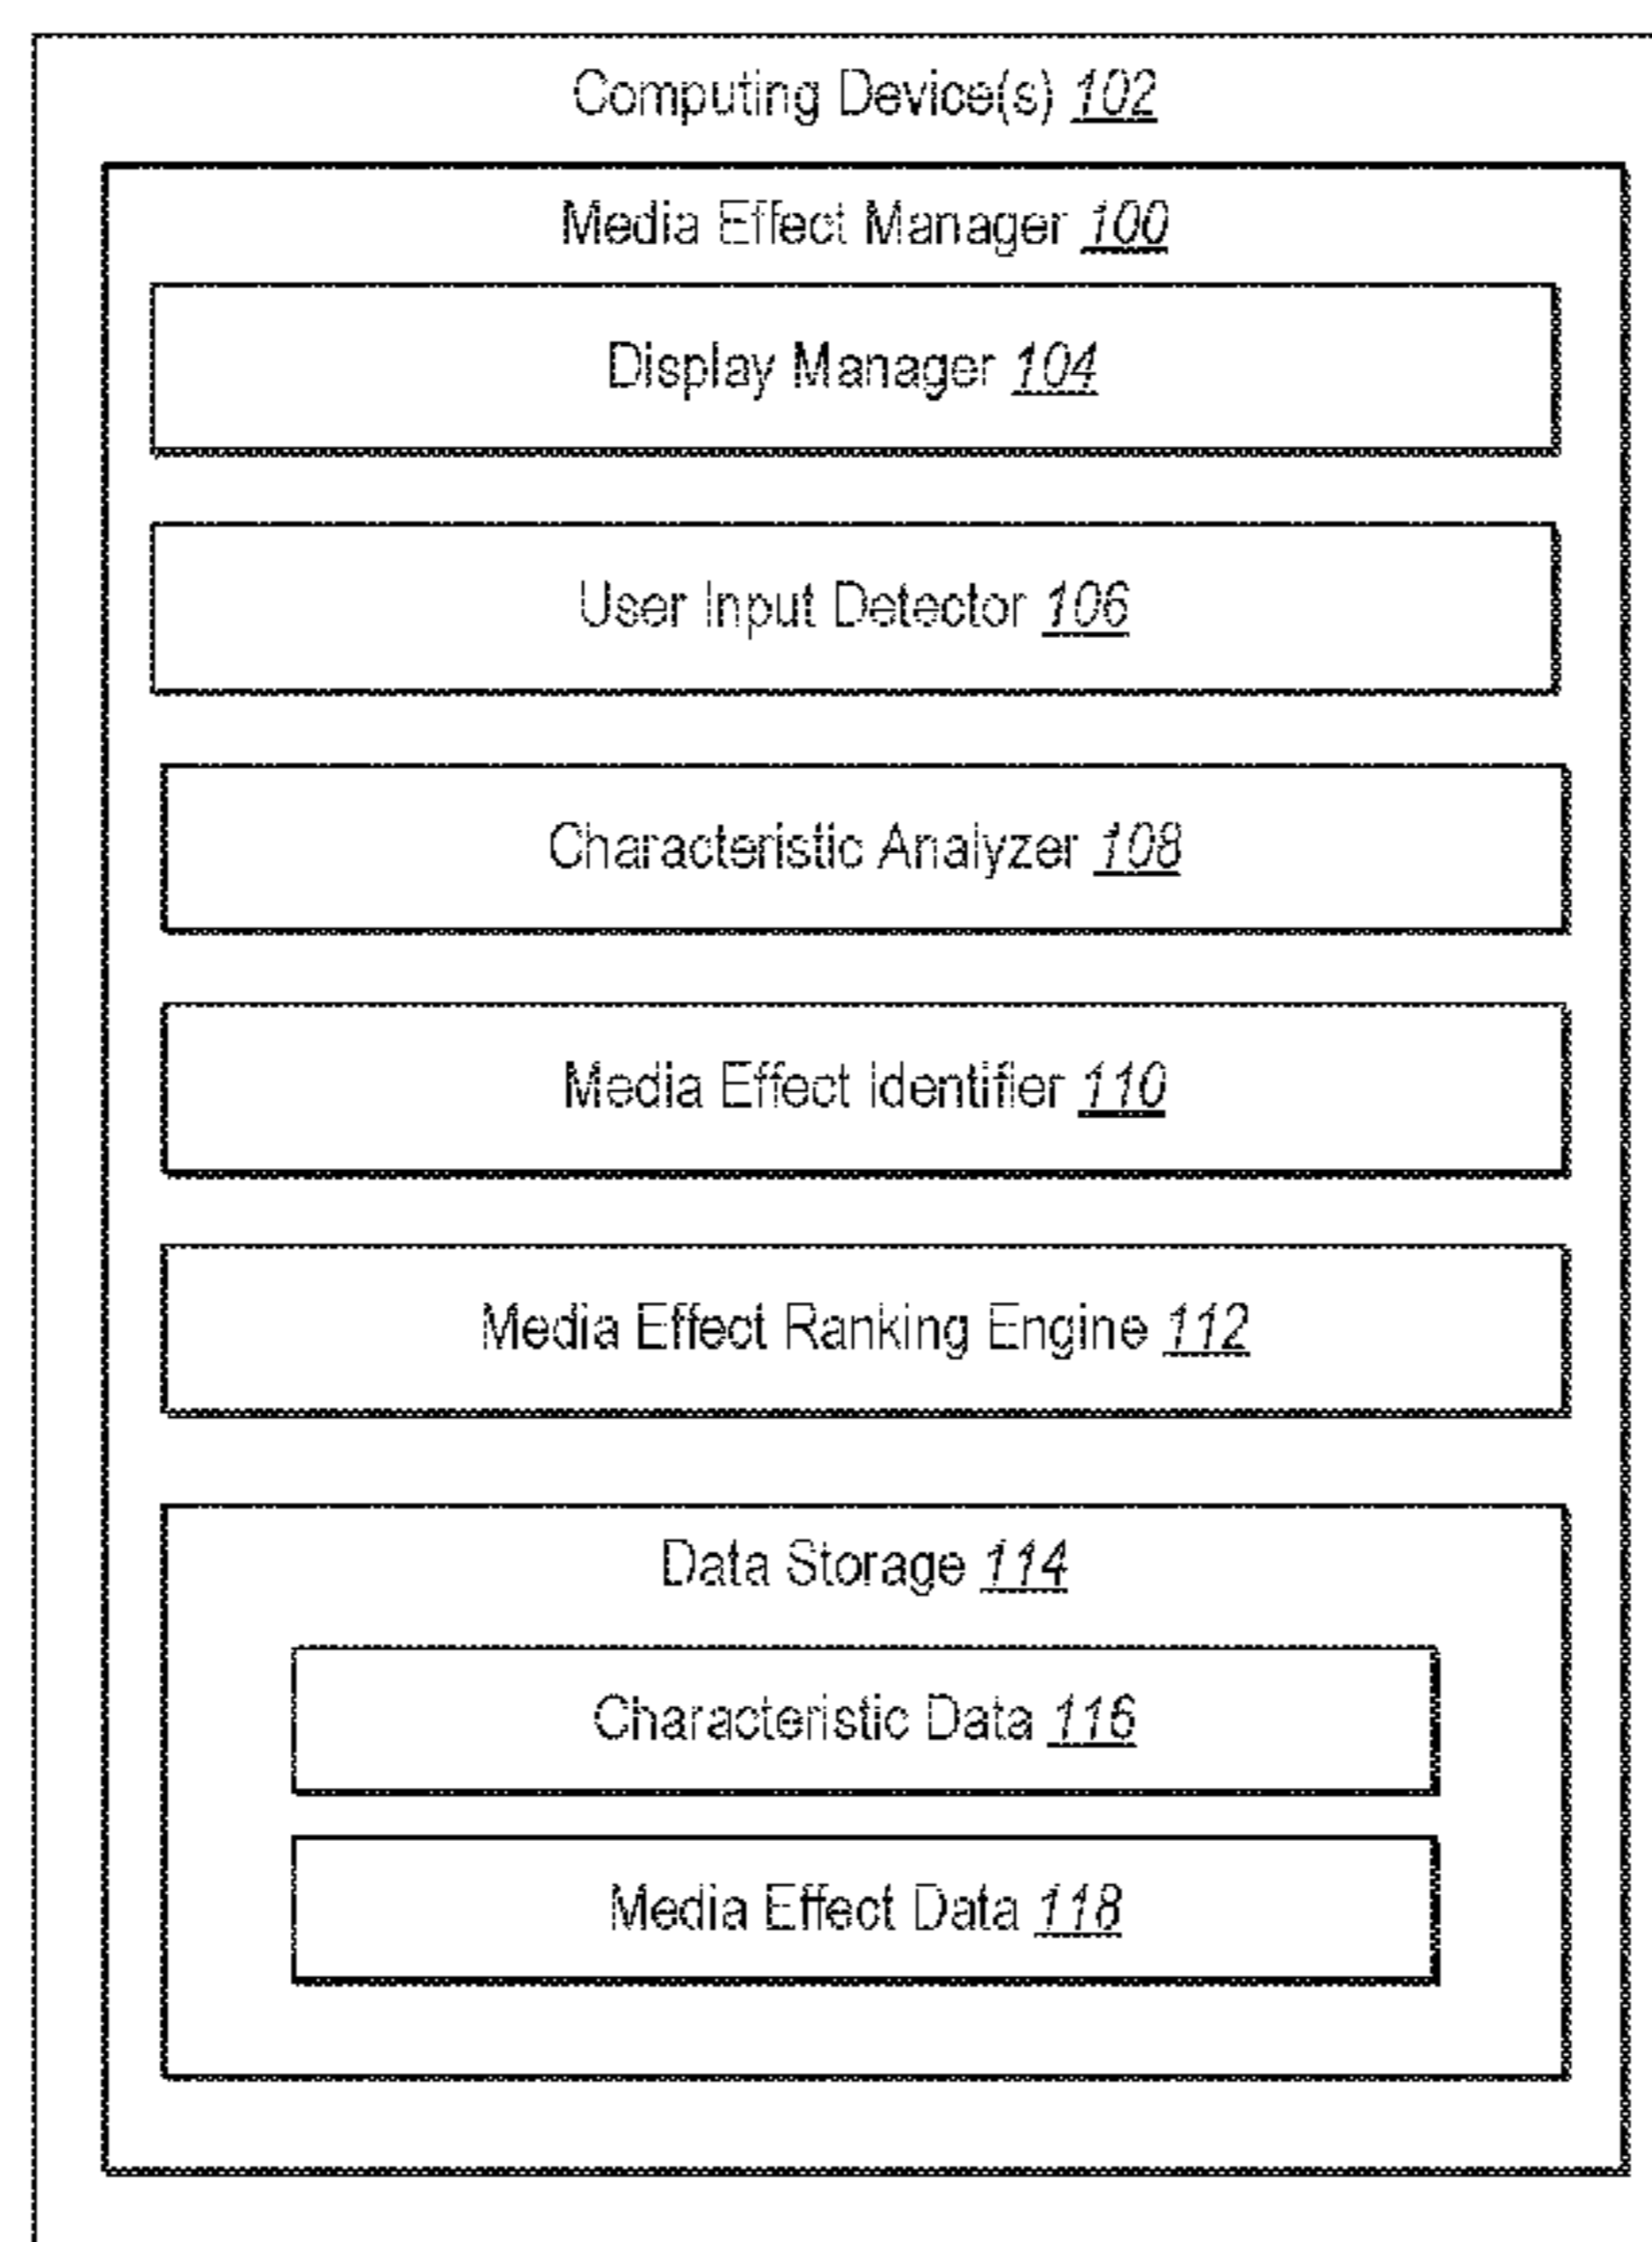 Computing Device(s) 102
Media Effect Manager 100
Display Manager 104
User Input Detector 106
Characteristic Analyzer 108
Media Effect Identifier 110
Media Effect Ranking Engine 112
Data Storage 114
Characteristic Data 116
Media Effect Data 118